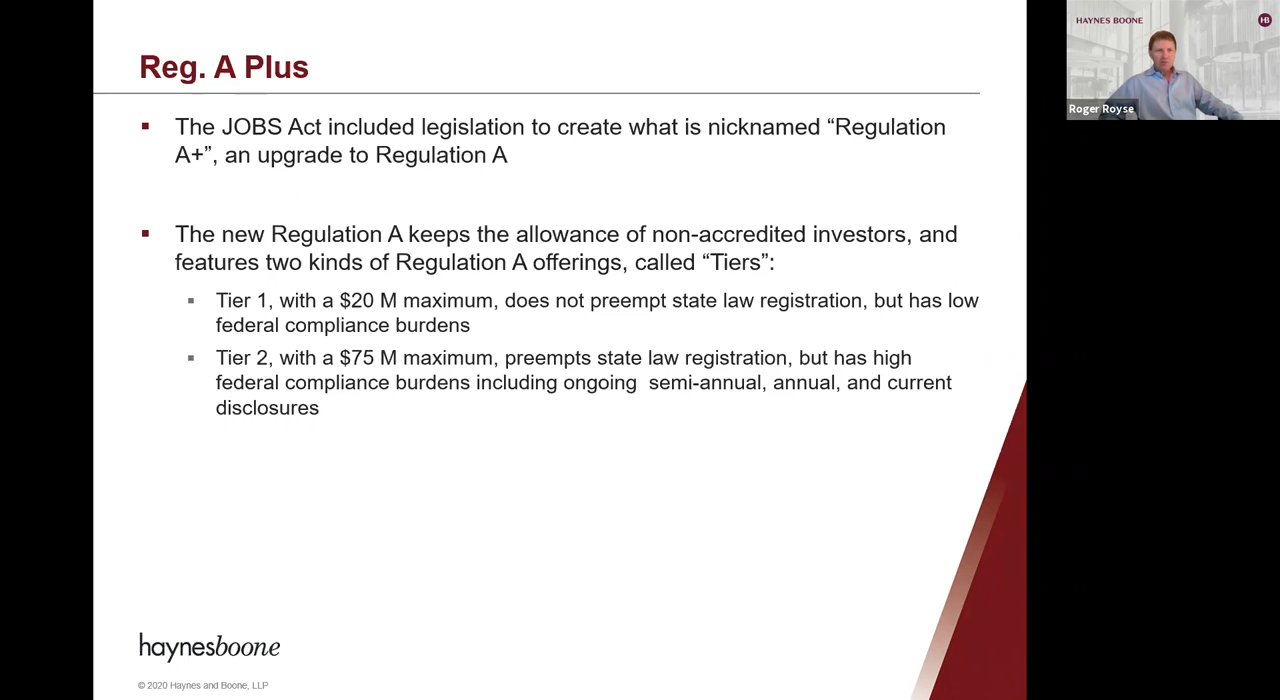 Reg. A Plus
▪ The JOBS Act included legislation to create what is nicknamed “Regulation
A+”, an upgrade to Regulation A
▪ The new Regulation A keeps the allowance of non-accredited investors, and
features two kinds of Regulation A offerings, called “Tiers”:
▪ Tier 1, with a $20 M maximum, does not preempt state law registration, but has low
federal compliance burdens
▪ Tier 2, with a $75 M maximum, preempts state law registration, but has high
federal compliance burdens including ongoing  semi-annual, annual, and current
disclosures
haynesboone
© 2020 Haynes and Boone, LLP
HAYNES BOONE
HB
Roger Royse